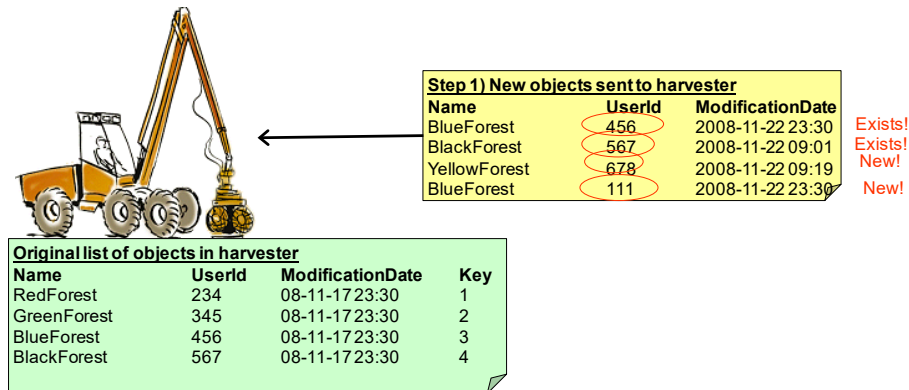 Step 1) New objects sent to harvester
Name UserId ModificationDate
BlueForest 456 2008-11-22 23:30 Exists!
BlackForest 567 2008-11-22 09:01 Exists!
YellowForest 678 2008-11-22 09:19 New!
BlueForest 111 2008-11-22 23:30 New!
Original list of objects in harvester
Name UserId ModificationDate Key
RedForest 234 08-11-17 23:30 1
GreenForest 345 08-11-17 23:30 2
BlueForest 456 08-11-17 23:30 3
BlackForest 567 08-11-17 23:30 4